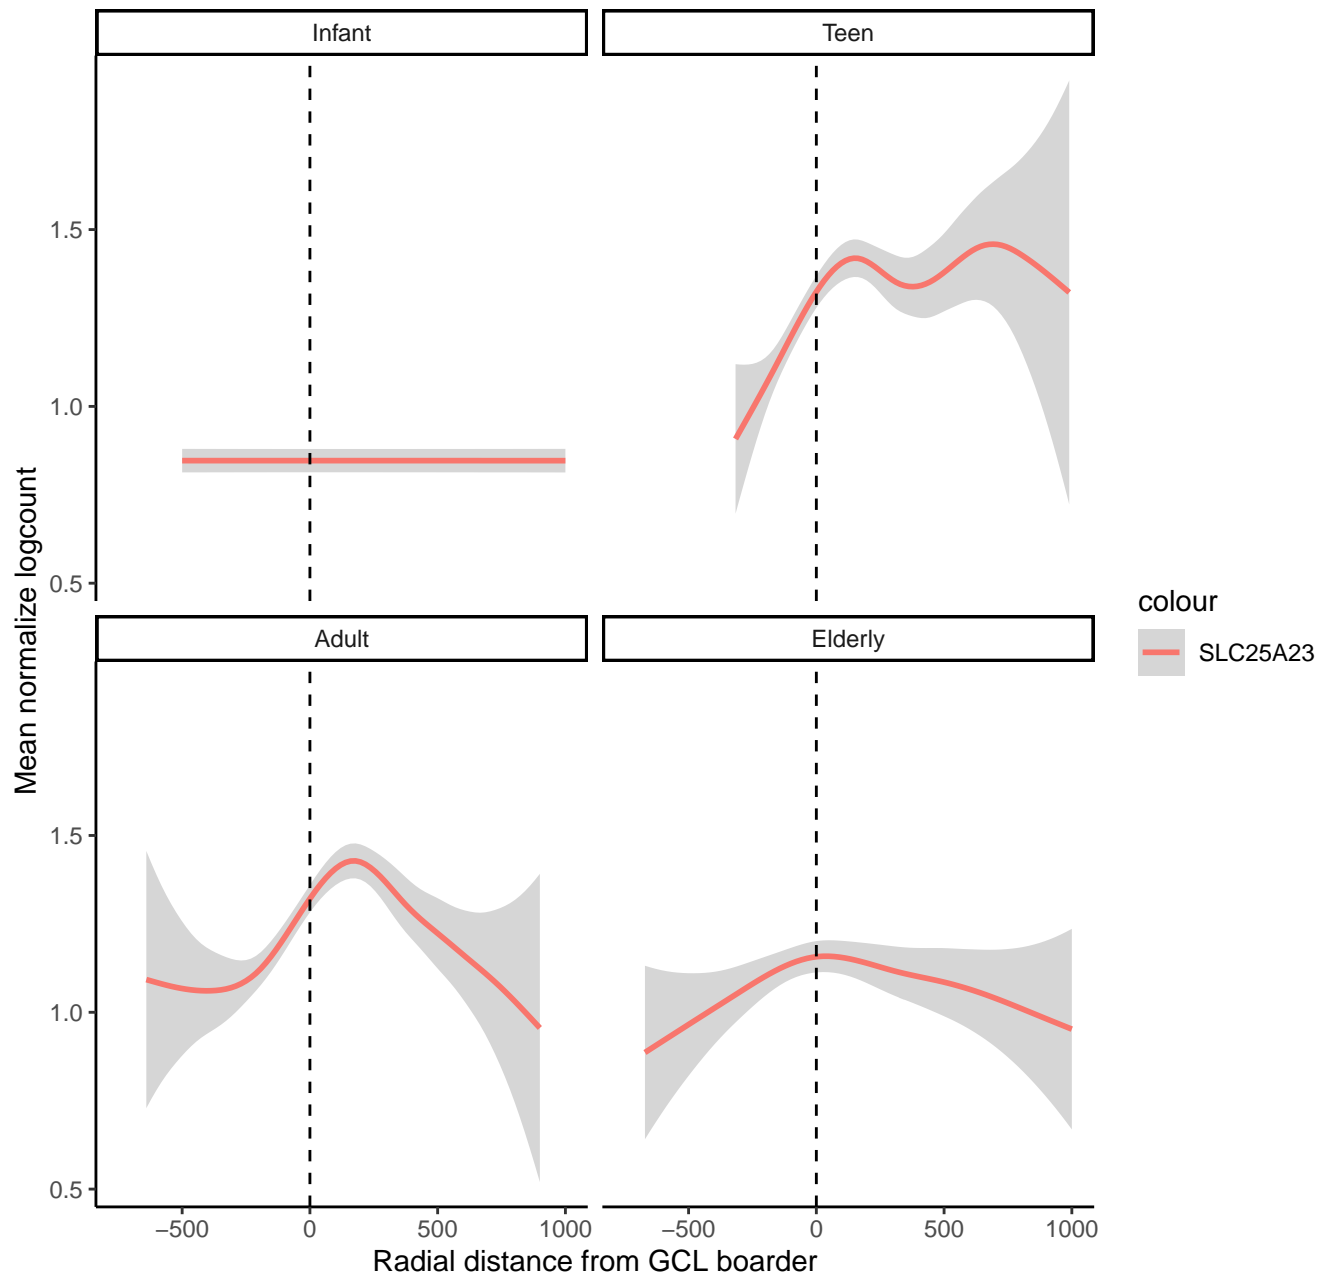 Infant
Teen
1.5
1.0
0.5
Adult
Elderly
1.5
1.0
0.5
−500
0
500
1000
−500
0
500
1000
Radial distance from GCL boarder
Mean normalize logcount
colour
SLC25A23